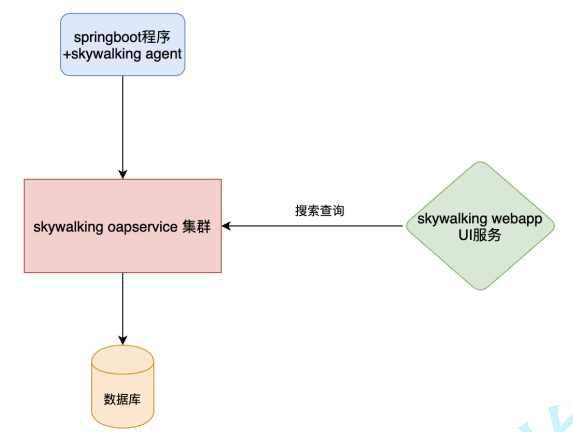 springboot程序
+skywalking agent
skywalking oapservice 集群
搜索查询
skywalking webapp
UI服务
数据库